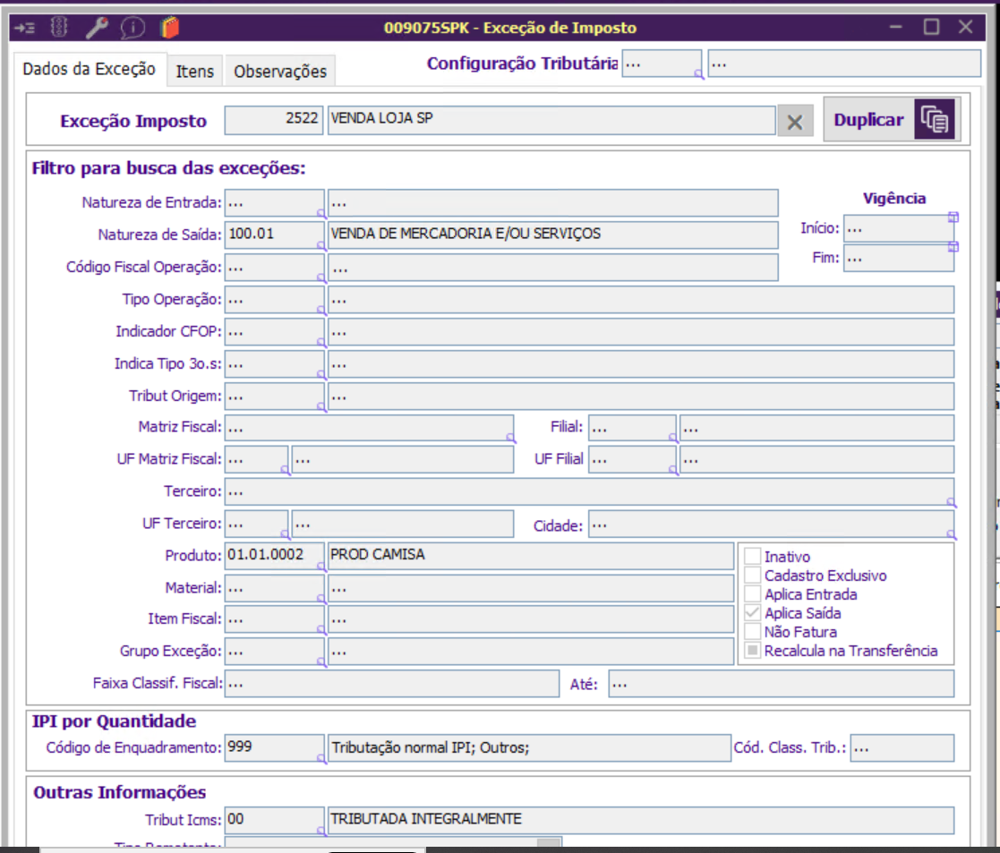 009075SPK - Exceção de Imposto
Dados da Exceção Itens Observações Configuração Tributária ... ...
Exceção Imposto 2522 VENDA LOJA SP Duplicar
Filtro para busca das exceções:
Natureza de Entrada: ... ... Vigência
Natureza de Saída: 100.01 VENDA DE MERCADORIA E/OU SERVIÇOS Início: ...
Código Fiscal Operação: ... ... Fim: ...
Tipo Operação: ... ...
Indicador CFOP: ... ...
Indica Tipo 3o.s: ... ...
Tribut Origem: ... ...
Matriz Fiscal: ... Filial: ... ...
UF Matriz Fiscal: ... ... UF Filial ... ...
Terceiro: ...
UF Terceiro: ... ... Cidade: ...
Produto: 01.01.0002 PROD CAMISA Inativo
Cadastro Exclusivo
Material: ... ... Aplica Entrada
Item Fiscal: ... ... Aplica Saída
Não Fatura
Grupo Exceção: ... ... Recalcula na Transferência
Faixa Classif. Fiscal: ... Até: ...
IPI por Quantidade
Código de Enquadramento: 999 Tributação normal IPI; Outros; Cód. Class. Trib.: ...
Outras Informações
Tribut Icms: 00 TRIBUTADA INTEGRALMENTE